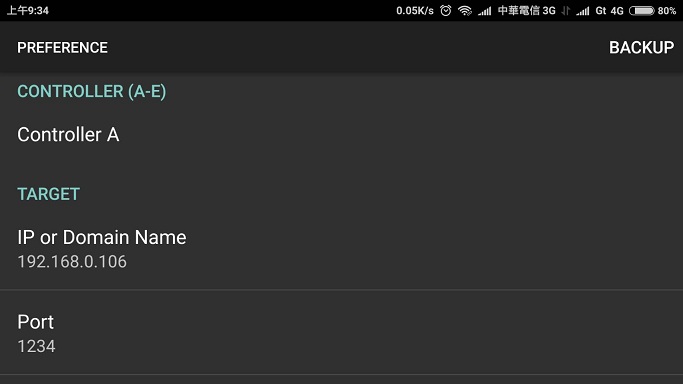 上午9:34 0.05K/s 中華電信 3G Gt 4G 80%
PREFERENCE BACKUP
CONTROLLER (A-E)
Controller A
TARGET
IP or Domain Name
192.168.0.106
Port
1234